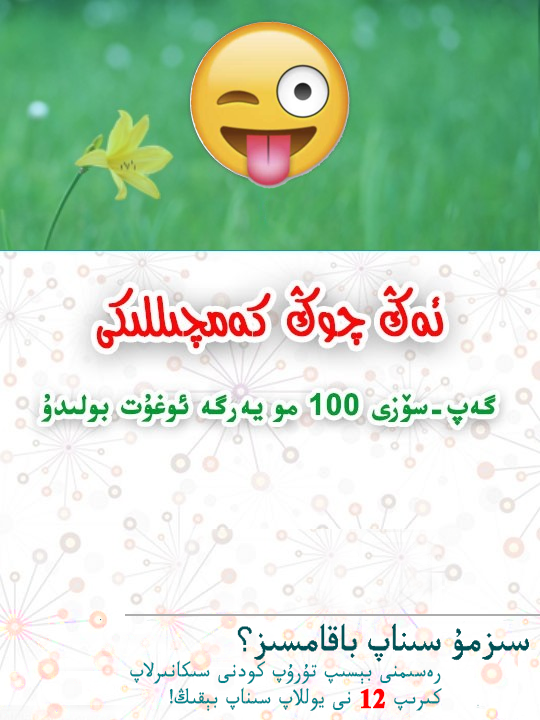 ئەڭ چوڭ كەمچىللىكى
گەپ-سۆزى 100 مو يەرگە ئوغۇت بولىدۇ
سىزمۇ سىناپ باقامسىز؟
رەسىمنى بېسىپ تۇرۇپ كودنى سىكانىرلاپ
كىرىپ 12 نى يوللاپ سىناپ بېقىڭ!